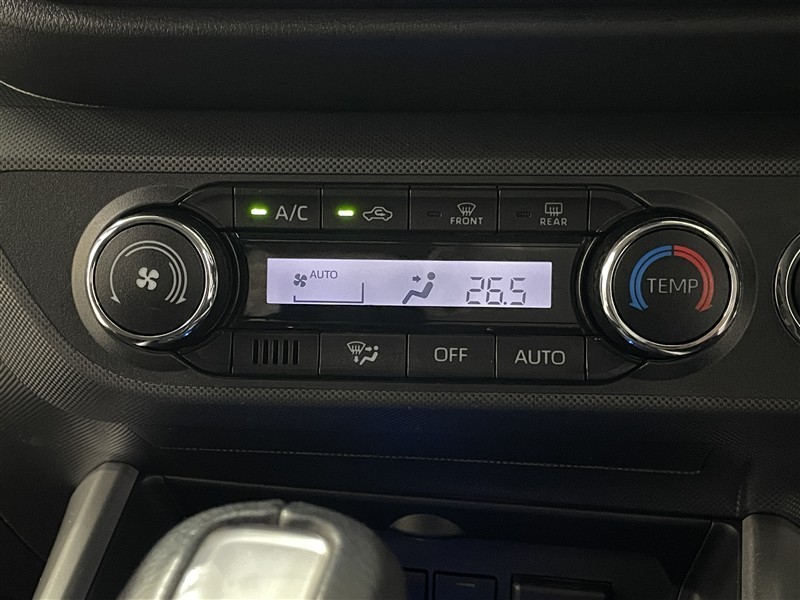 A/C
FRONT
REAR
AUTO
26.5
TEMP
OFF
AUTO